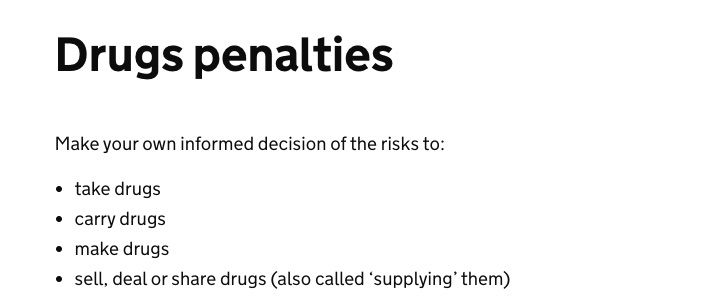 Drugs penalties
Make your own informed decision of the risks to:
• take drugs
• carry drugs
• make drugs
• sell, deal or share drugs (also called ‘supplying’ them)